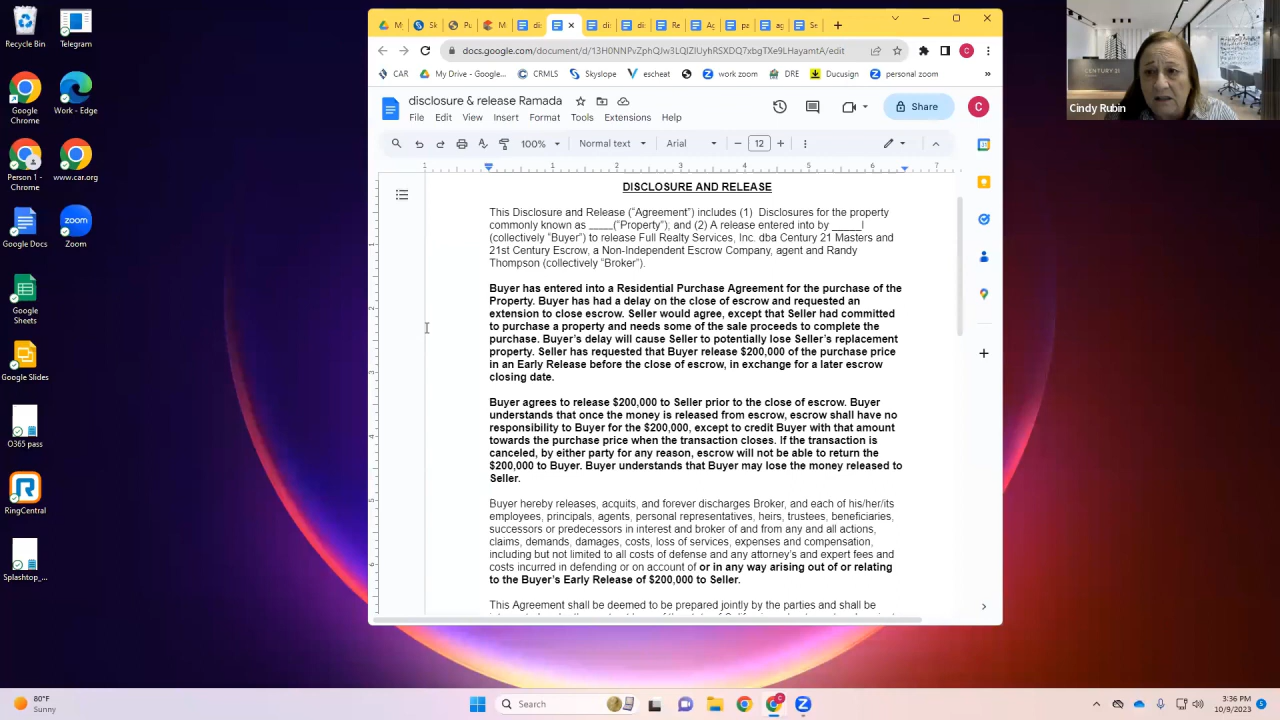 Recycle Bin
Telegram
Google Chrome
Work - Edge
Person 1 - Chrome
www.car.org
Google Docs
Zoom
Google Sheets
Google Slides
O365 pass
RingCentral
Splashtop_...
docs.google.com/document/d/13H0NNPvZphQJw3LQIZIUyhRSXDQ7xbgTXe9LHayamtA/edit
CAR
My Drive - Google...
CRMLS
Skyslope
escheat
work zoom
DRE
Ducusign
personal zoom
»
disclosure & release Ramada
File Edit View Insert Format Tools Extensions Help
Share
C
100% Normal text Arial − 12 +
1 1 2 3 4 5 6 7
DISCLOSURE AND RELEASE
This Disclosure and Release (“Agreement”) includes (1) Disclosures for the property
commonly known as ____(“Property”); and (2) A release entered into by _____|
(collectively “Buyer”) to release Full Realty Services, Inc. dba Century 21 Masters and
21st Century Escrow, a Non-Independent Escrow Company, agent and Randy
Thompson (collectively “Broker”).
Buyer has entered into a Residential Purchase Agreement for the purchase of the
Property. Buyer has had a delay on the close of escrow and requested an
extension to close escrow. Seller would agree, except that Seller had committed
to purchase a property and needs some of the sale proceeds to complete the
purchase. Buyer’s delay will cause Seller to potentially lose Seller’s replacement
property. Seller has requested that Buyer release $200,000 of the purchase price
in an Early Release before the close of escrow, in exchange for a later escrow
closing date.
Buyer agrees to release $200,000 to Seller prior to the close of escrow. Buyer
understands that once the money is released from escrow, escrow shall have no
responsibility to Buyer for the $200,000, except to credit Buyer with that amount
towards the purchase price when the transaction closes. If the transaction is
canceled, by either party for any reason, escrow will not be able to return the
$200,000 to Buyer. Buyer understands that Buyer may lose the money released to
Seller.
Buyer hereby releases, acquits, and forever discharges Broker, and each of his/her/its
employees, principals, agents, personal representatives, heirs, trustees, beneficiaries,
successors or predecessors in interest and broker of and from any and all actions,
claims, demands, damages, costs, loss of services, expenses and compensation,
including but not limited to all costs of defense and any attorney’s and expert fees and
costs incurred in defending or on account of or in any way arising out of or relating
to the Buyer’s Early Release of $200,000 to Seller.
This Agreement shall be deemed to be prepared jointly by the parties and shall be
CENTURY 21
Cindy Rubin
80°F
Sunny
Search
3:36 PM
10/9/2023